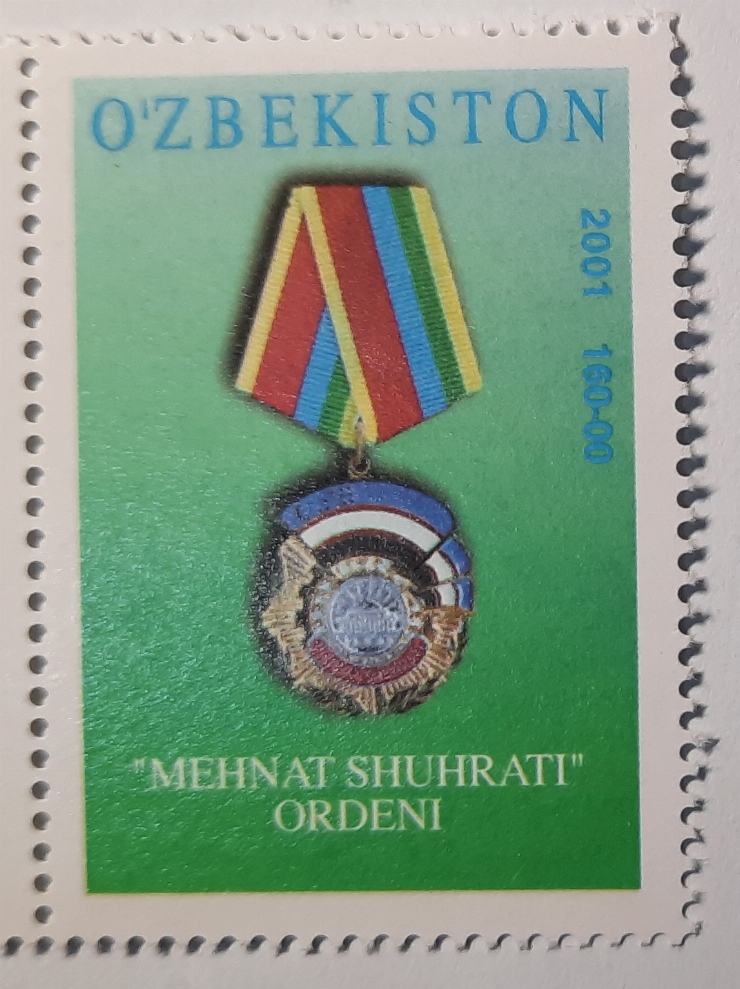 O'ZBEKISTON
2001 160-00
"MEHNAT SHUHRATI"
ORDENI